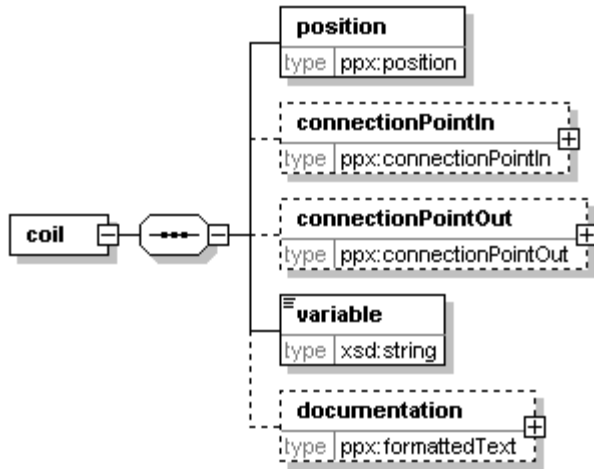 position
type ppx:position
connectionPointIn
type ppx:connectionPointIn
coil
connectionPointOut
type ppx:connectionPointOut
variable
type xsd:string
documentation
type ppx:formattedText